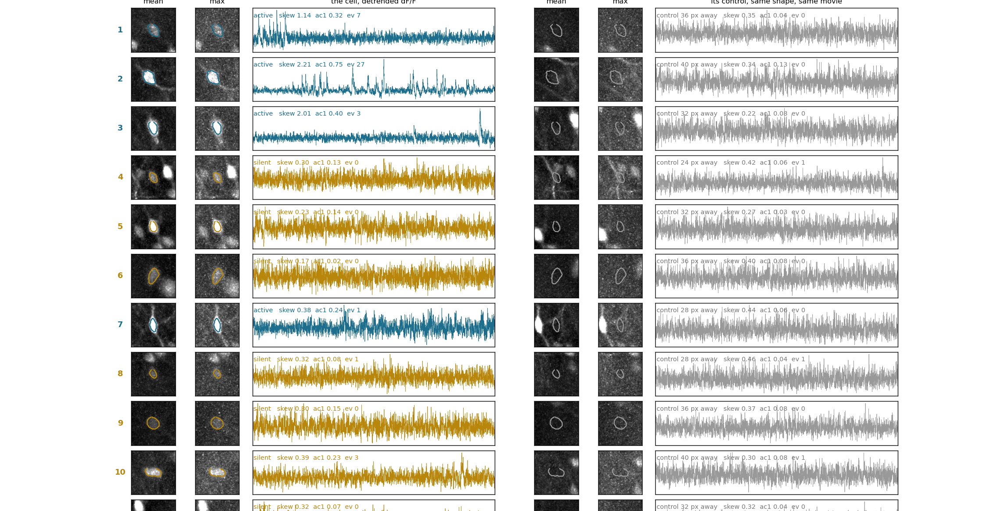 mean max the cell, detrended dF/F mean max its control, same shape, same movie
1 active skew 1.14 ac1 0.32 ev 7 control 36 px away skew 0.35 ac1 0.04 ev 0
2 active skew 2.21 ac1 0.75 ev 27 control 40 px away skew 0.34 ac1 0.13 ev 0
3 active skew 2.01 ac1 0.40 ev 3 control 32 px away skew 0.22 ac1 0.08 ev 0
4 silent skew 0.30 ac1 0.13 ev 0 control 24 px away skew 0.42 ac1 0.06 ev 1
5 silent skew 0.23 ac1 0.14 ev 0 control 32 px away skew 0.27 ac1 0.03 ev 0
6 silent skew 0.17 ac1 0.02 ev 0 control 36 px away skew 0.40 ac1 0.08 ev 0
7 active skew 0.38 ac1 0.24 ev 1 control 28 px away skew 0.44 ac1 0.06 ev 0
8 silent skew 0.32 ac1 0.08 ev 1 control 28 px away skew 0.46 ac1 0.04 ev 1
9 silent skew 0.30 ac1 0.15 ev 0 control 36 px away skew 0.37 ac1 0.08 ev 0
10 silent skew 0.39 ac1 0.23 ev 3 control 40 px away skew 0.30 ac1 0.08 ev 1
silent skew 0.32 ac1 0.07 ev 0 control 32 px away skew 0.32 ac1 0.04 ev 0